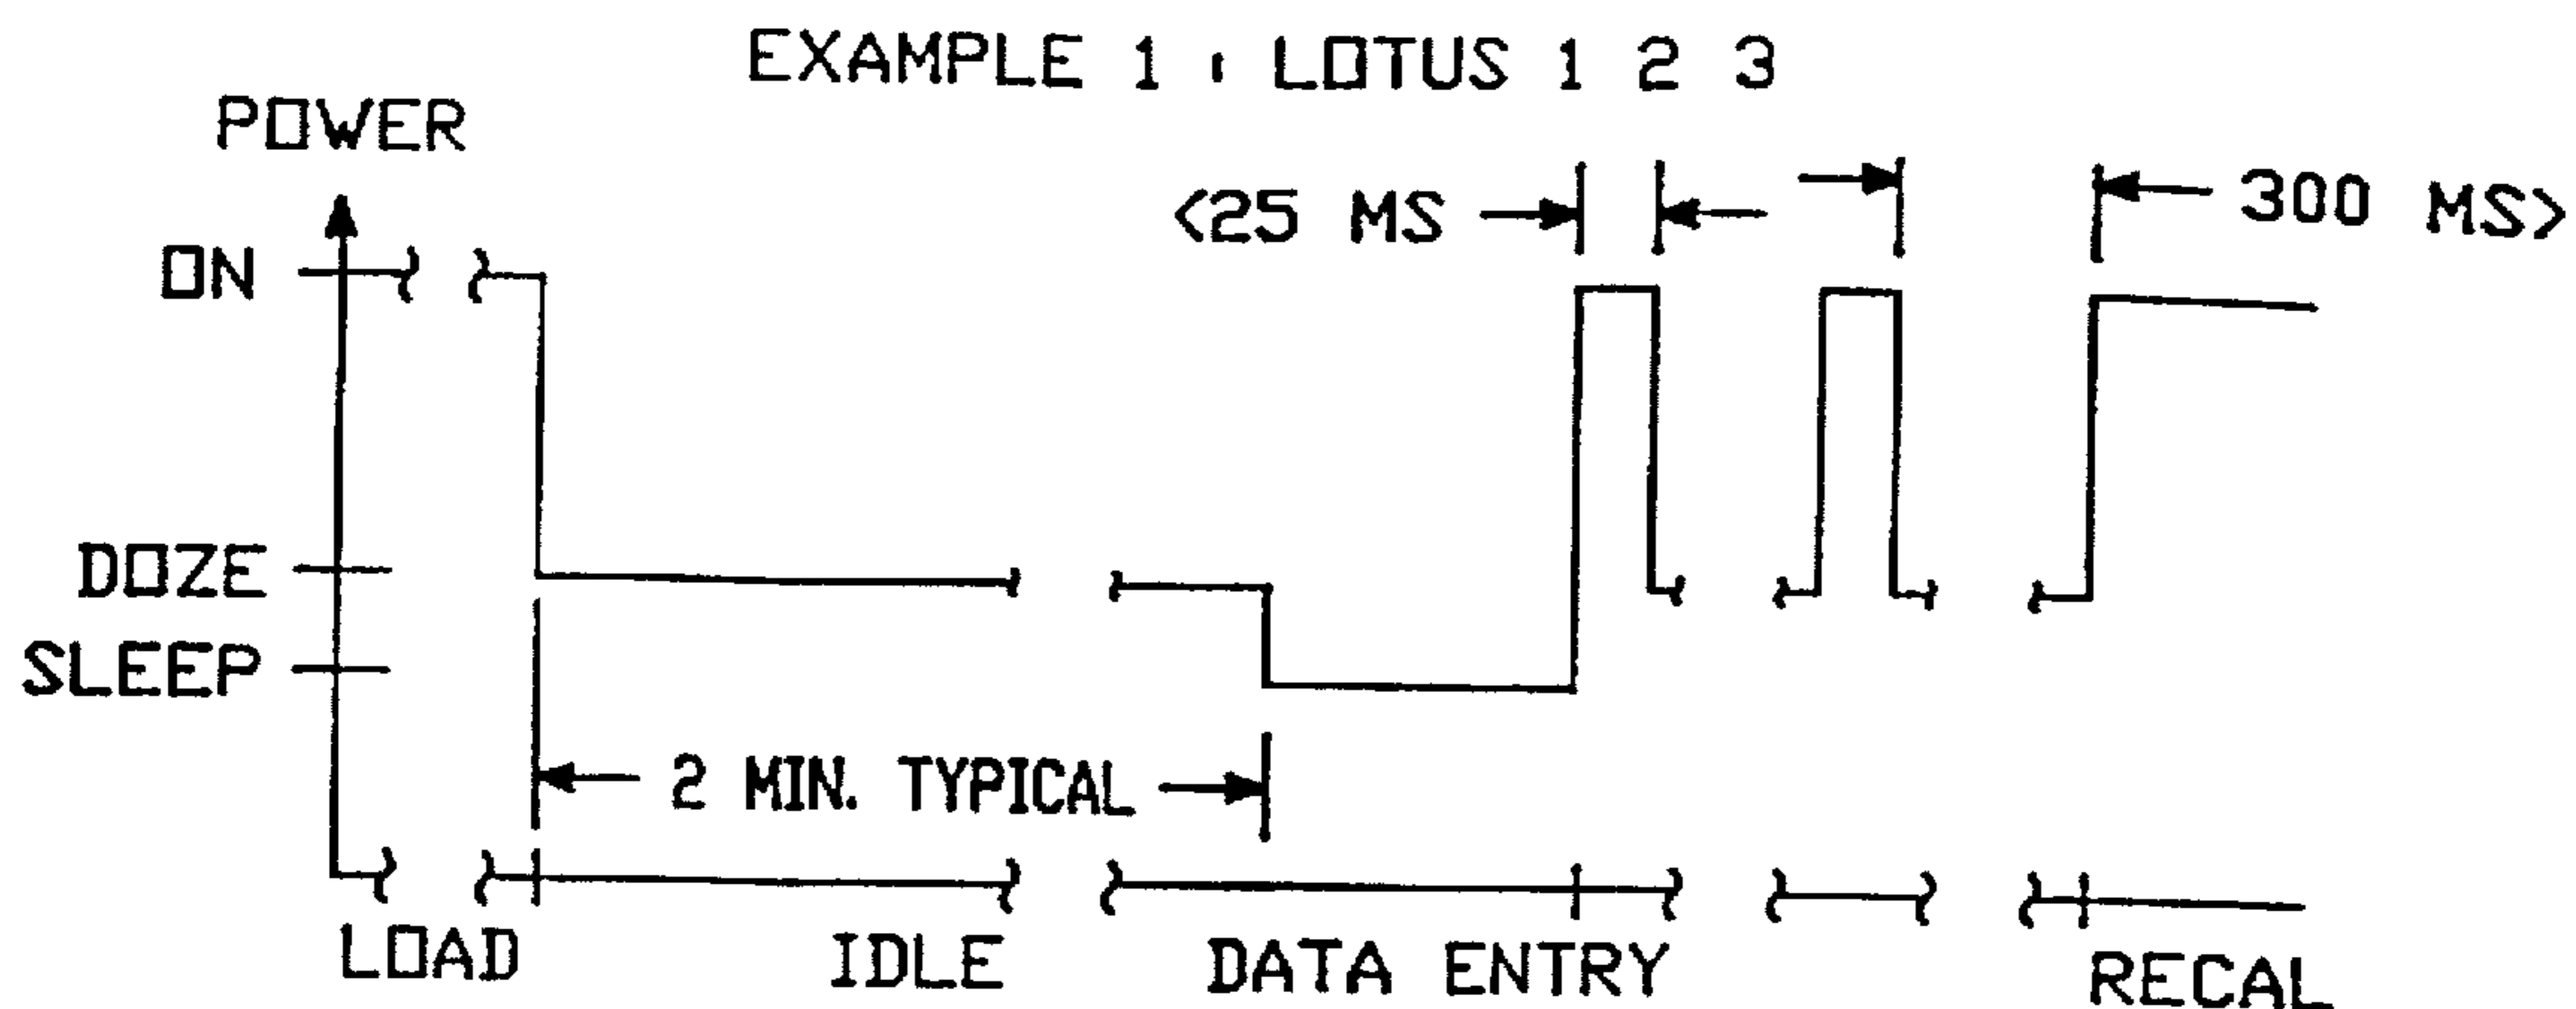 EXAMPLE 1 : LOTUS 1 2 3
POWER
<25 MS
300 MS>
ON
DOZE
SLEEP
2 MIN. TYPICAL
LOAD
IDLE
DATA ENTRY
RECAL